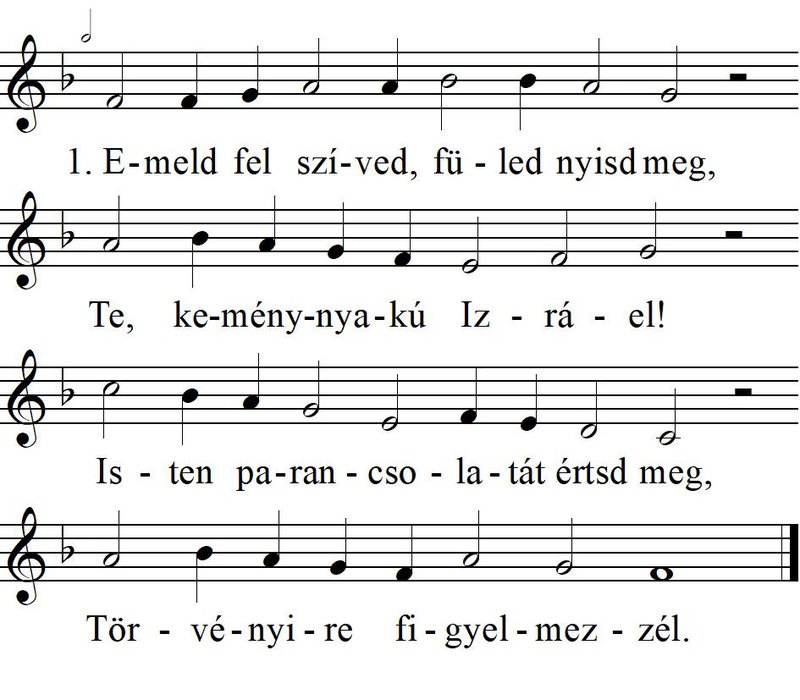 1. E-meld fel szí-ved, fü - led nyisd meg,
Te, ke-mény-nya-kú Iz - rá - el!
Is - ten pa-ran - cso - la - tát értsd meg,
Tör - vé - nyi - re fi - gyel - mez - zél.